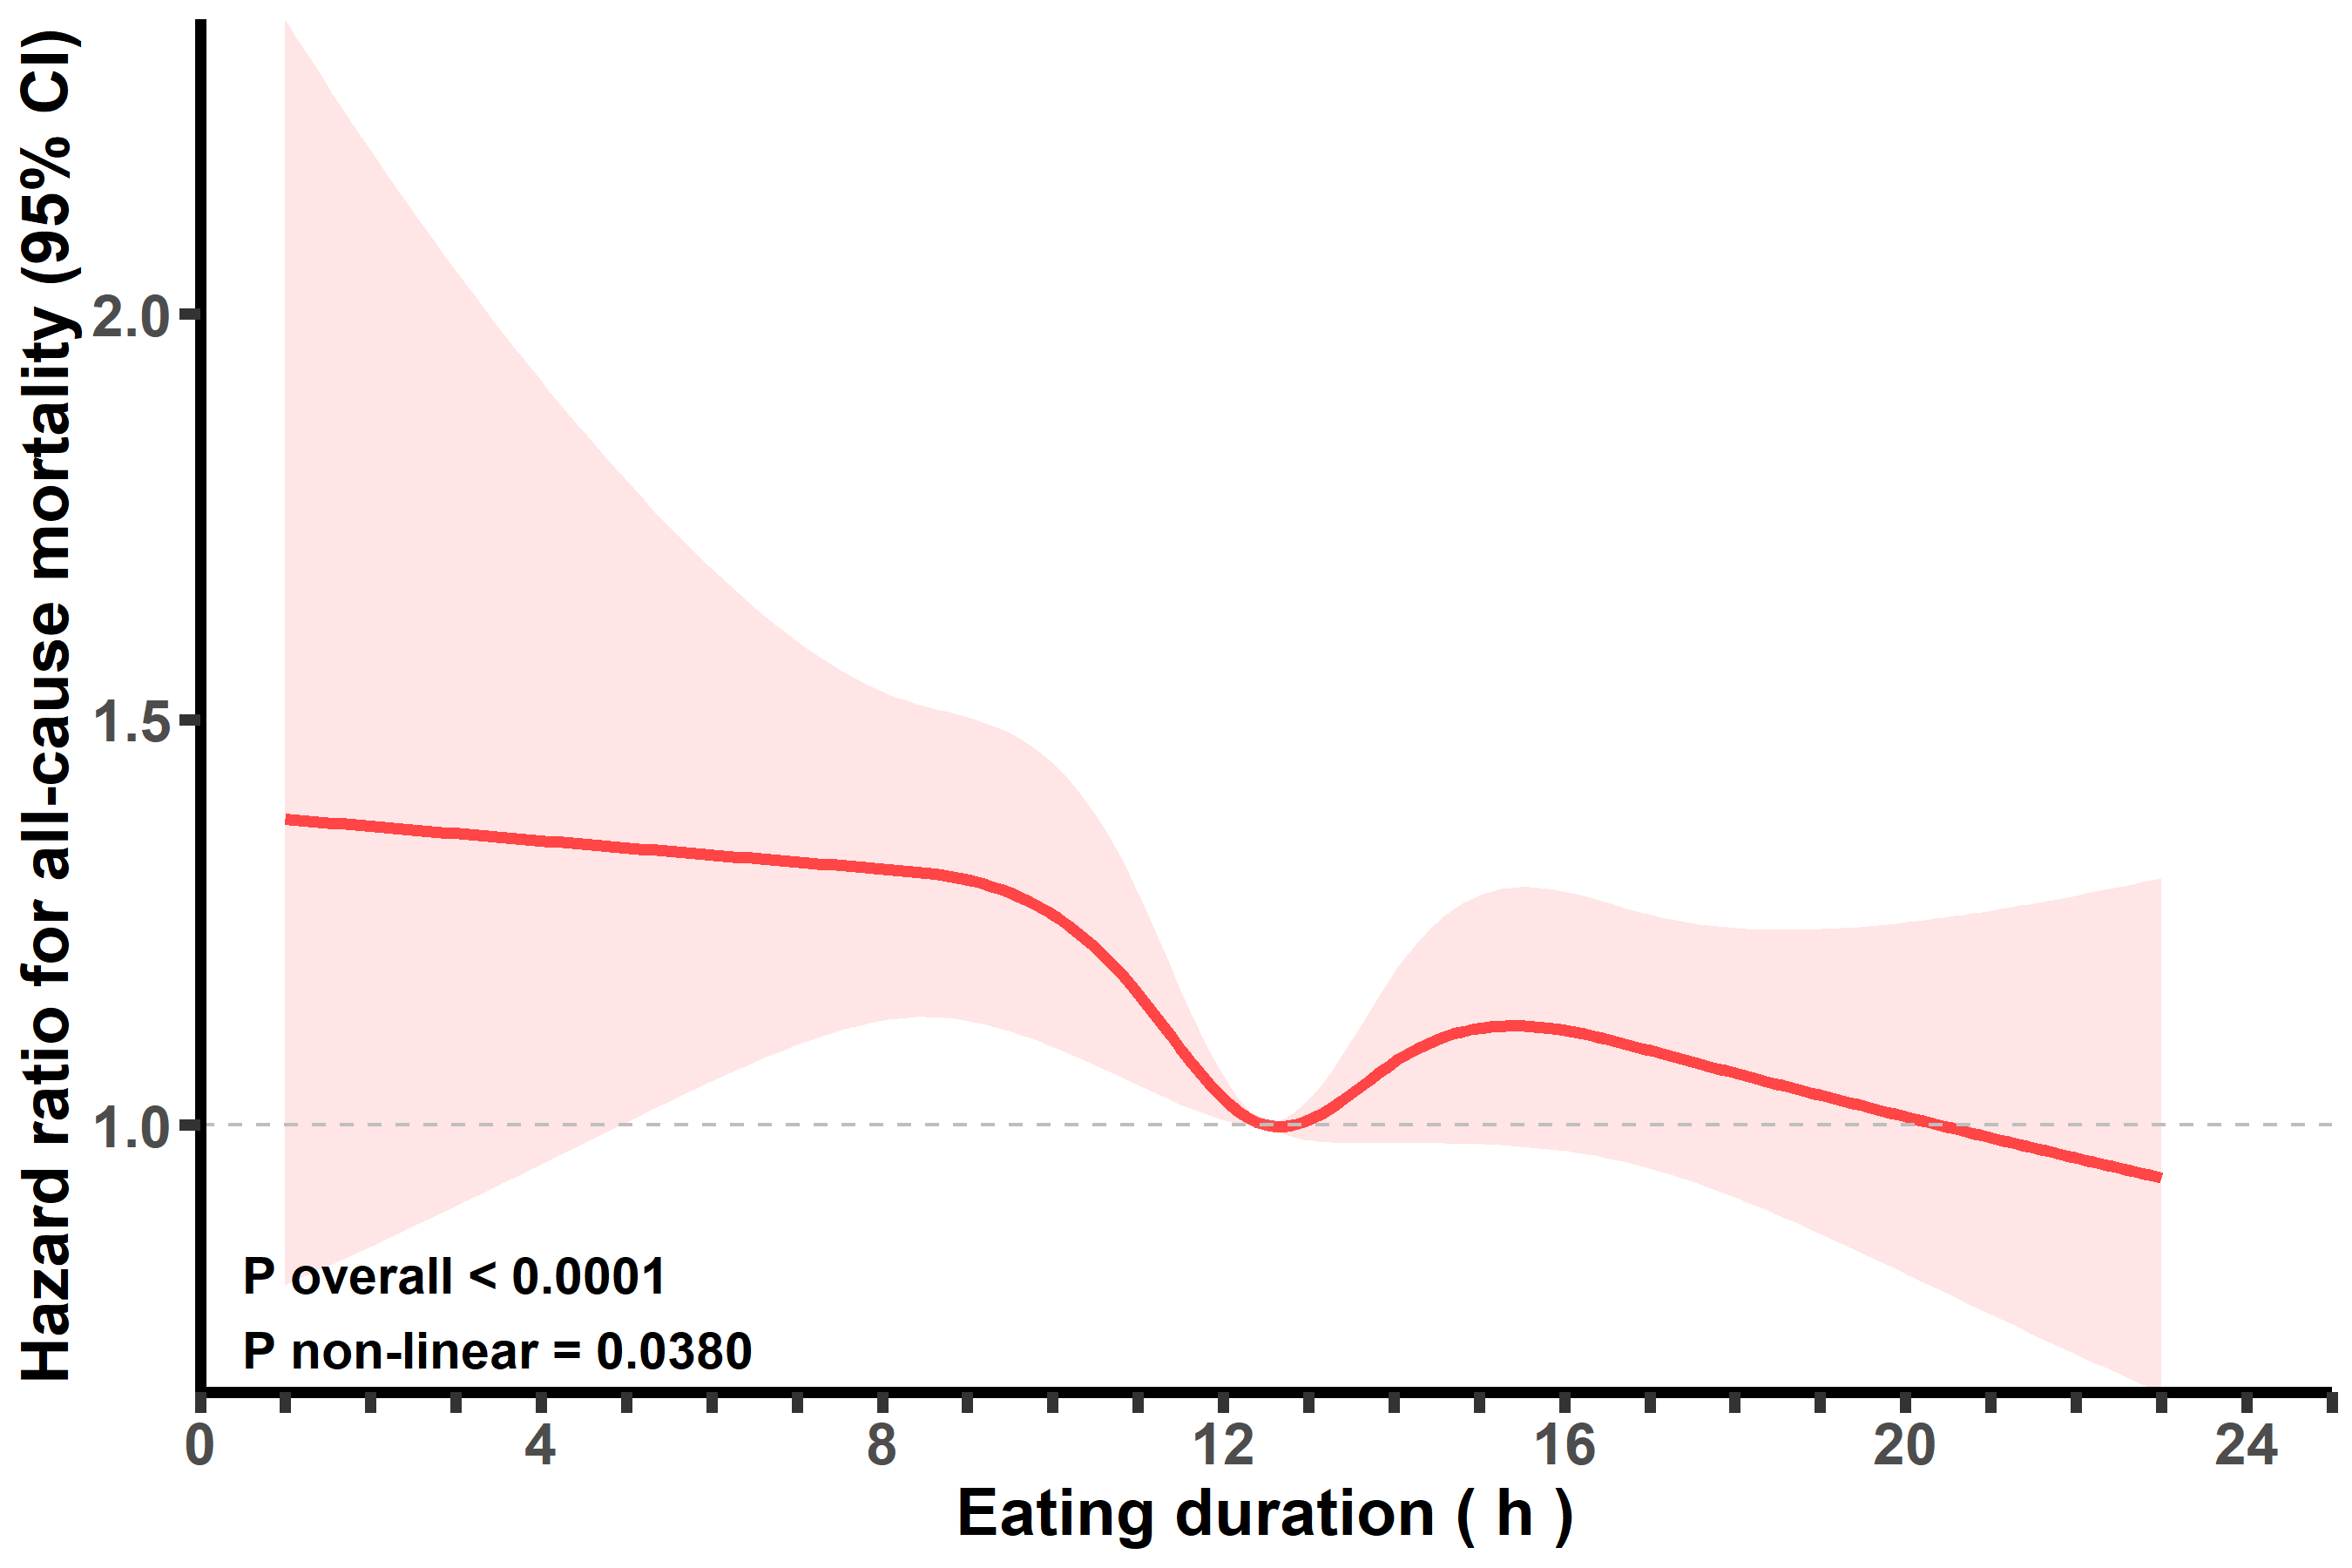 Hazard ratio for all-cause mortality (95% CI)
2.0
1.5
1.0
P overall < 0.0001
P non-linear = 0.0380
0 4 8 12 16 20 24
Eating duration ( h )